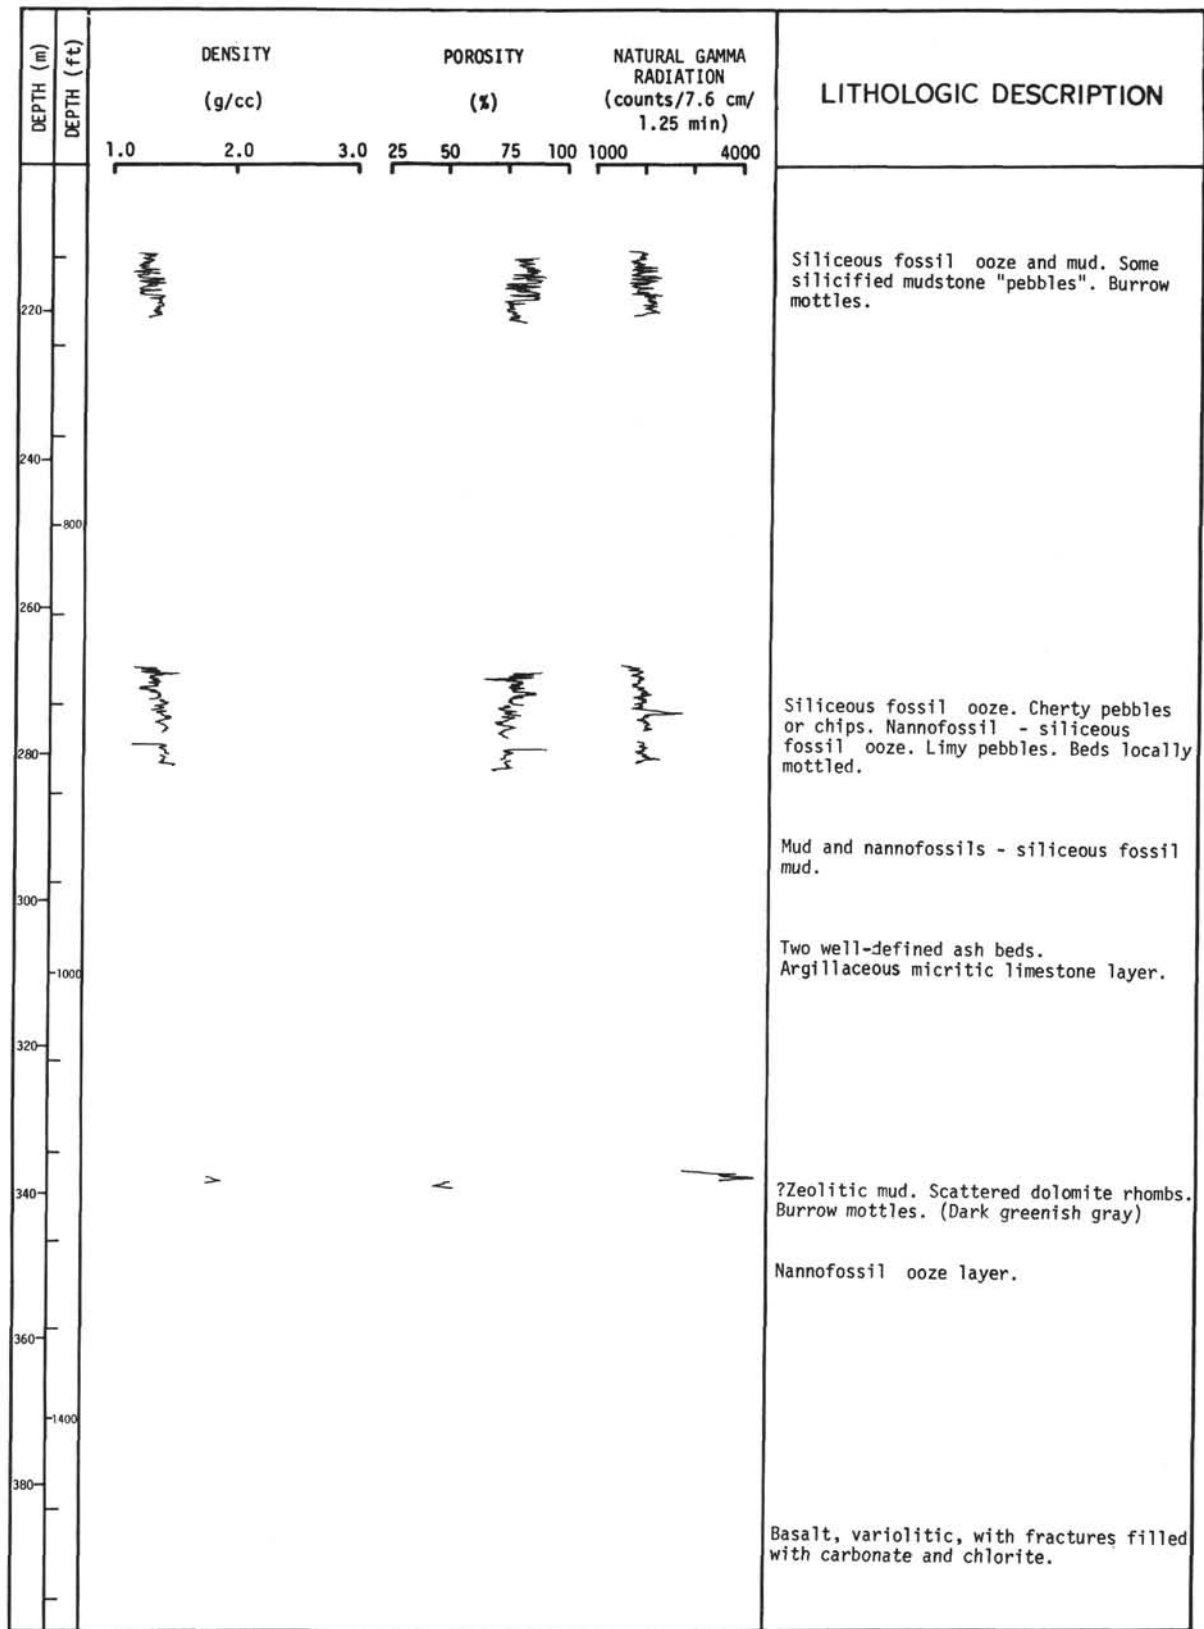 DEPTH (m)
DEPTH (ft)
DENSITY
(g/cc)
1.0 2.0 3.0
POROSITY
(%)
25 50 75 100
NATURAL GAMMA
RADIATION
(counts/7.6 cm/
1.25 min)
1000 4000
LITHOLOGIC DESCRIPTION
220
240
800
260
280
300
1000
320
340
360
1400
380
Siliceous fossil ooze and mud. Some
silicified mudstone "pebbles". Burrow
mottles.
Siliceous fossil ooze. Cherty pebbles
or chips. Nannofossil - siliceous
fossil ooze. Limy pebbles. Beds locally
mottled.
Mud and nannofossils - siliceous fossil
mud.
Two well-defined ash beds.
Argillaceous micritic limestone layer.
?Zeolitic mud. Scattered dolomite rhombs.
Burrow mottles. (Dark greenish gray)
Nannofossil ooze layer.
Basalt, variolitic, with fractures filled
with carbonate and chlorite.